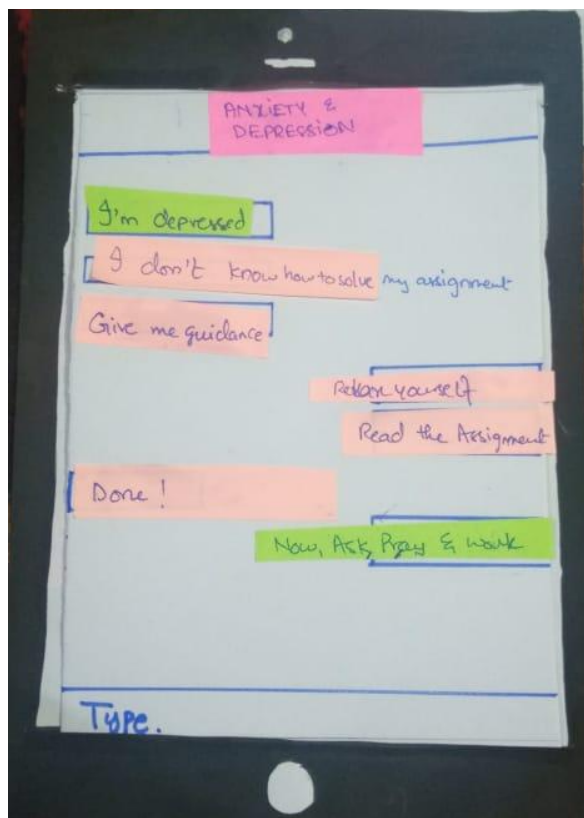 ANXIETY &
DEPRESSION
I'm depressed
I don't know how to solve my assignment
Give me guidance
yourself
Read the Assignment
Done !
Now, Ask, Pray & work
Type.